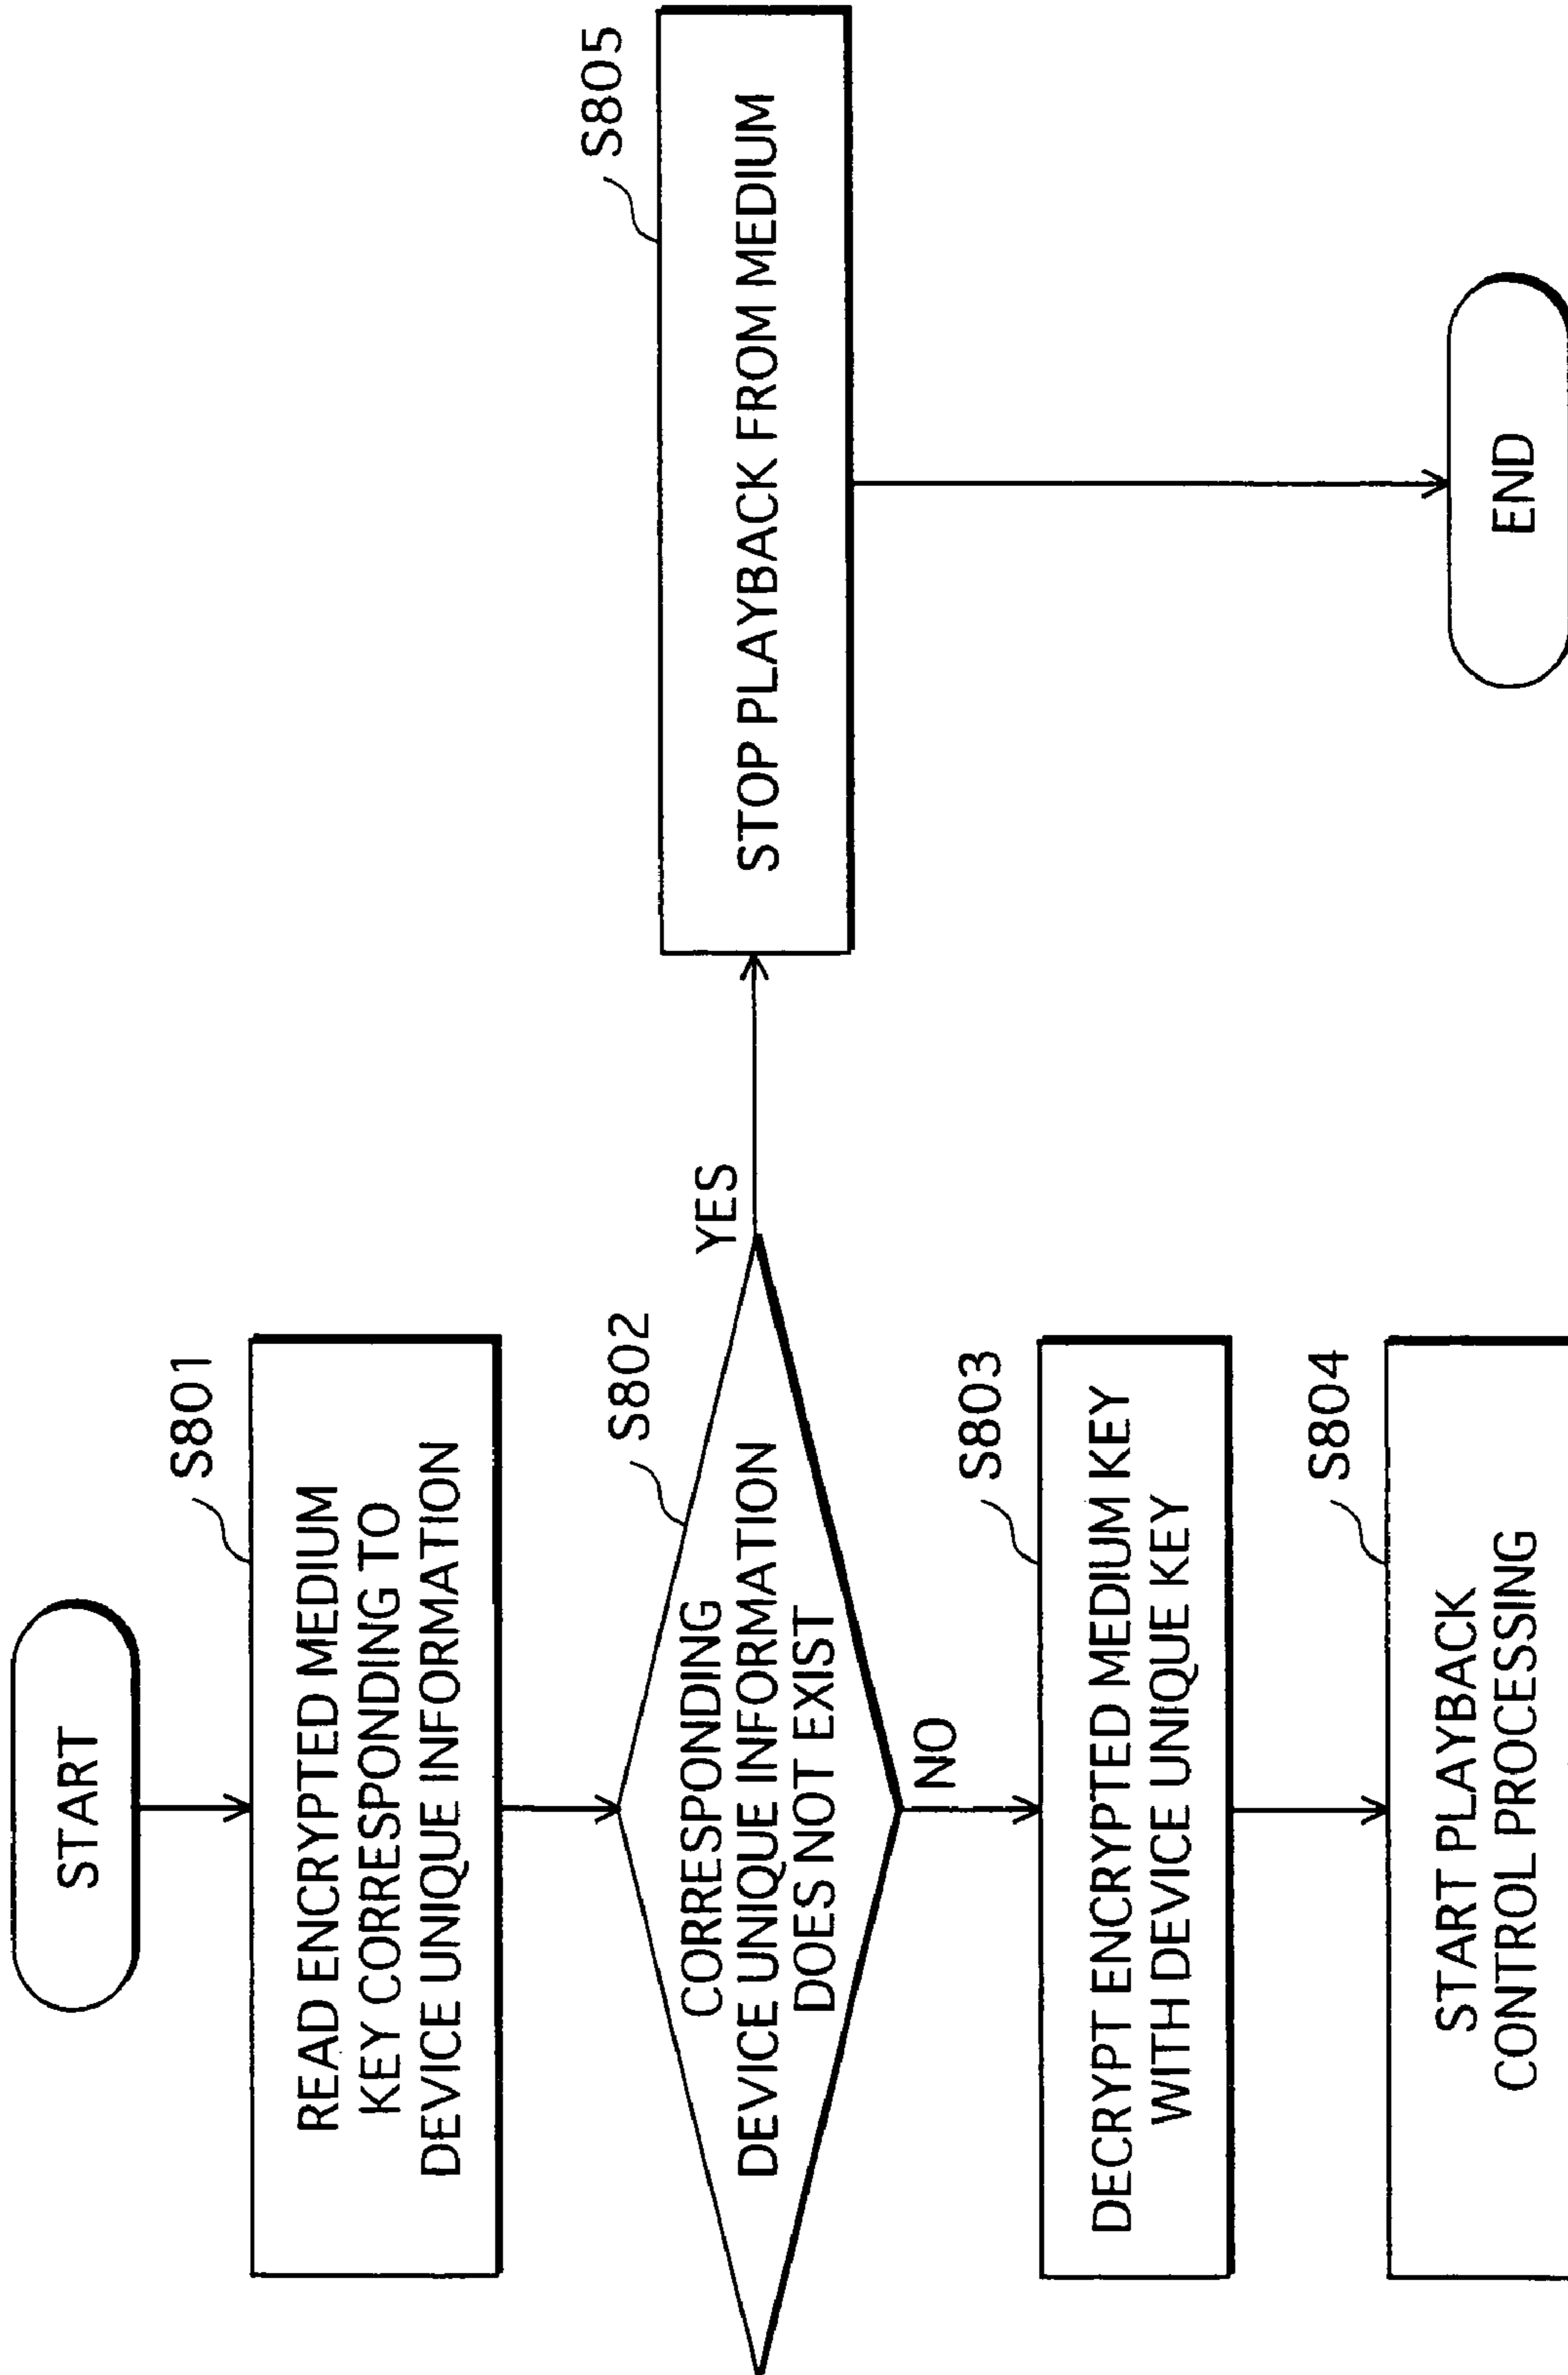 START
S801
READ ENCRYPTED MEDIUM
KEY CORRESPONDING TO
DEVICE UNIQUE INFORMATION
S802
CORRESPONDING
DEVICE UNIQUE INFORMATION
DOES NOT EXIST
YES
S805
STOP PLAYBACK FROM MEDIUM
NO
S803
DECRYPT ENCRYPTED MEDIUM KEY
WITH DEVICE UNIQUE KEY
S804
START PLAYBACK
CONTROL PROCESSING
END